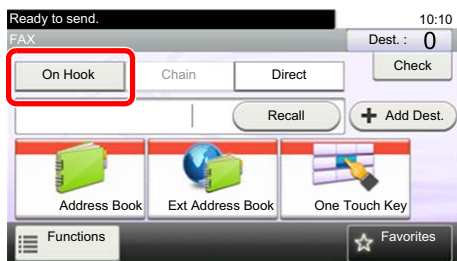 Ready to send. 10:10
FAX Dest. : 0
On Hook Chain Direct Check
Recall Add Dest.
Address Book Ext Address Book One Touch Key
Functions Favorites